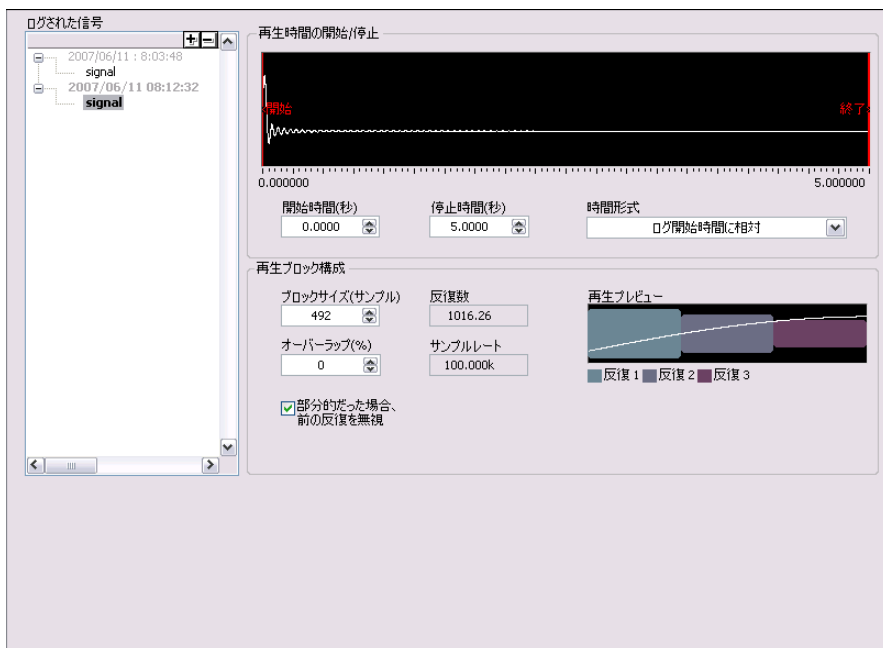 ログされた信号
2007/06/11 : 8:03:48
signal
2007/06/11 08:12:32
signal
再生時間の開始/停止
開始
終了
0.000000
5.000000
開始時間(秒)
停止時間(秒)
時間形式
0.0000
5.0000
ログ開始時間に相対
再生ブロック構成
ブロックサイズ(サンプル)
反復数
再生プレビュー
492
1016.26
オーバーラップ(%)
サンプルレート
0
100.000k
反復 1
反復 2
反復 3
部分的だった場合、
前の反復を無視